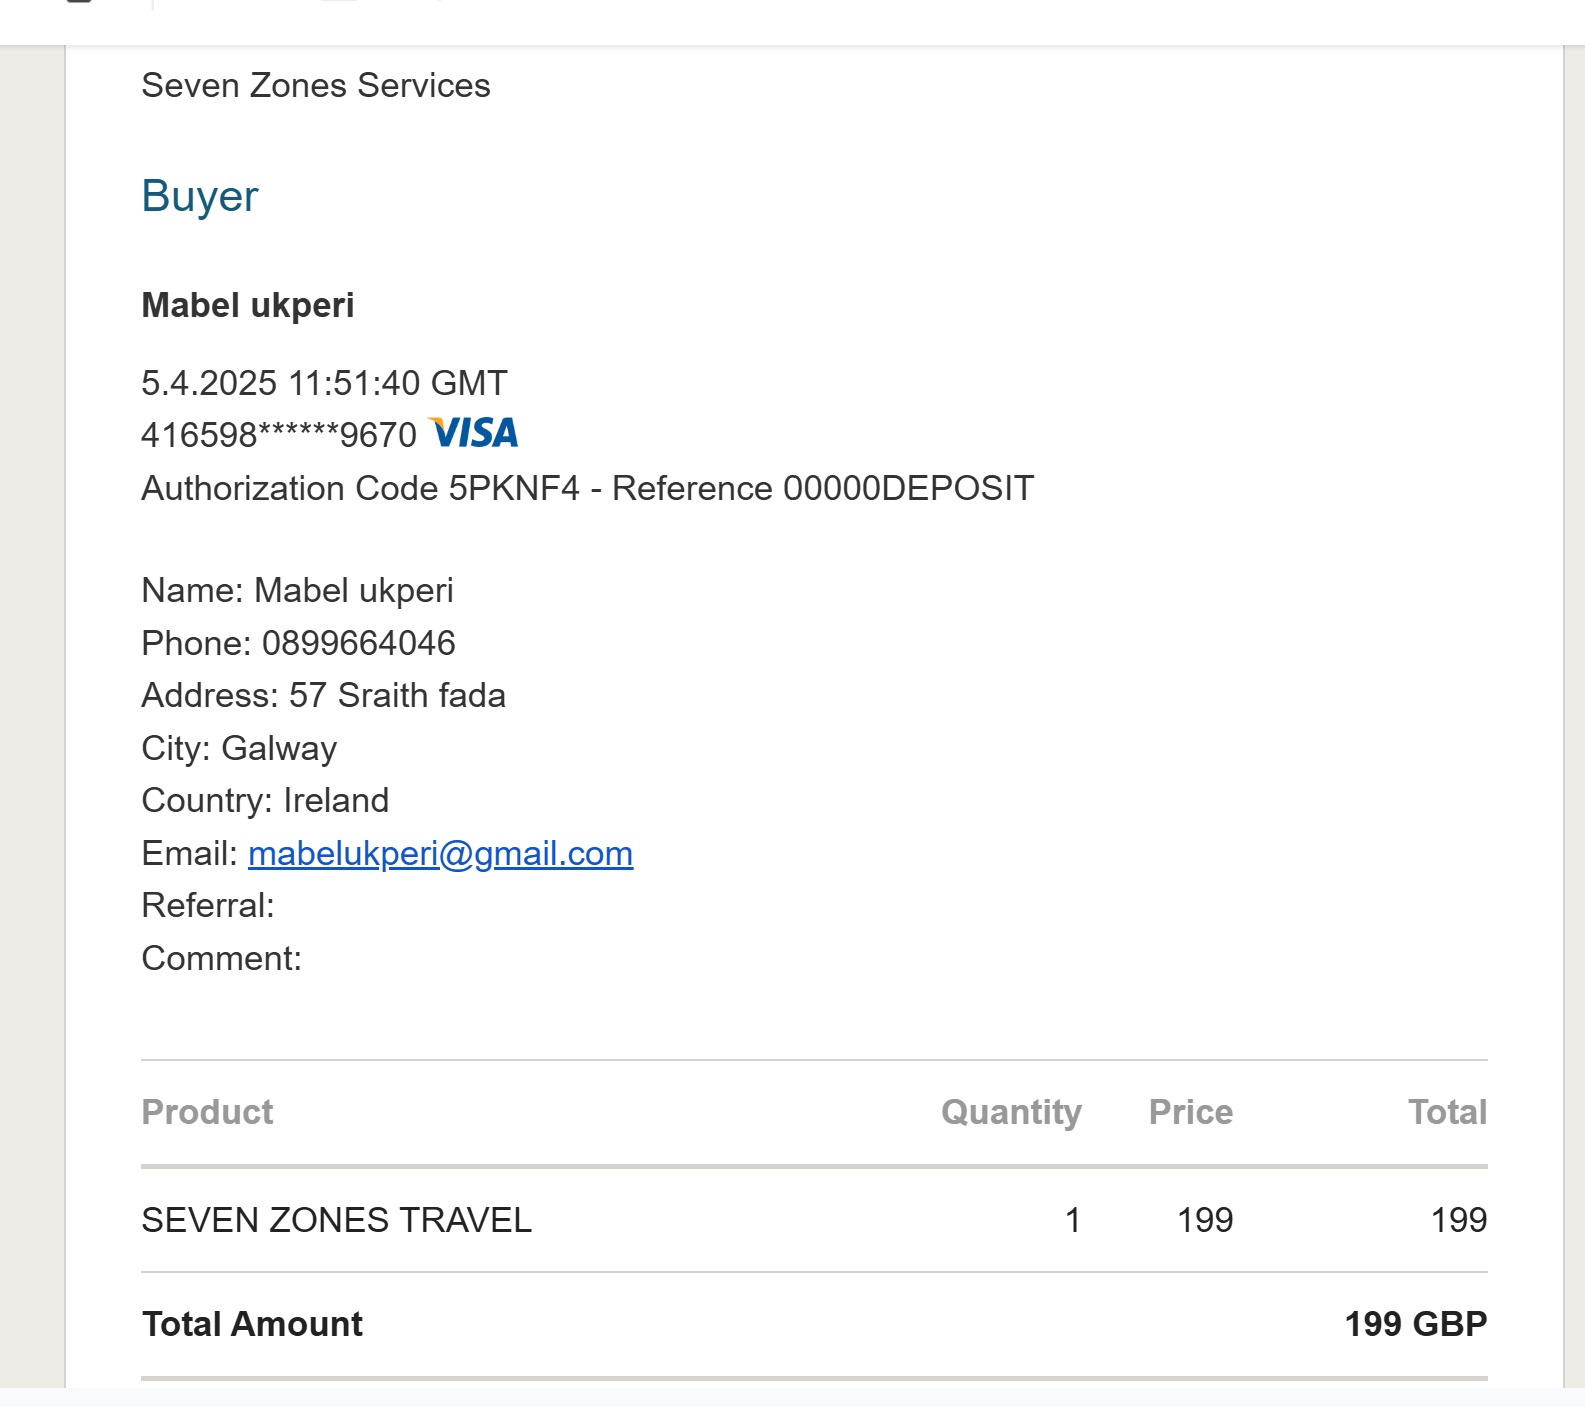 Seven Zones Services
Buyer
Mabel ukperi
5.4.2025 11:51:40 GMT
416598******9670 VISA
Authorization Code 5PKNF4 - Reference 00000DEPOSIT
Name: Mabel ukperi
Phone: 0899664046
Address: 57 Sraith fada
City: Galway
Country: Ireland
Email: mabelukperi@gmail.com
Referral:
Comment:
Product Quantity Price Total
SEVEN ZONES TRAVEL 1 199 199
Total Amount 199 GBP